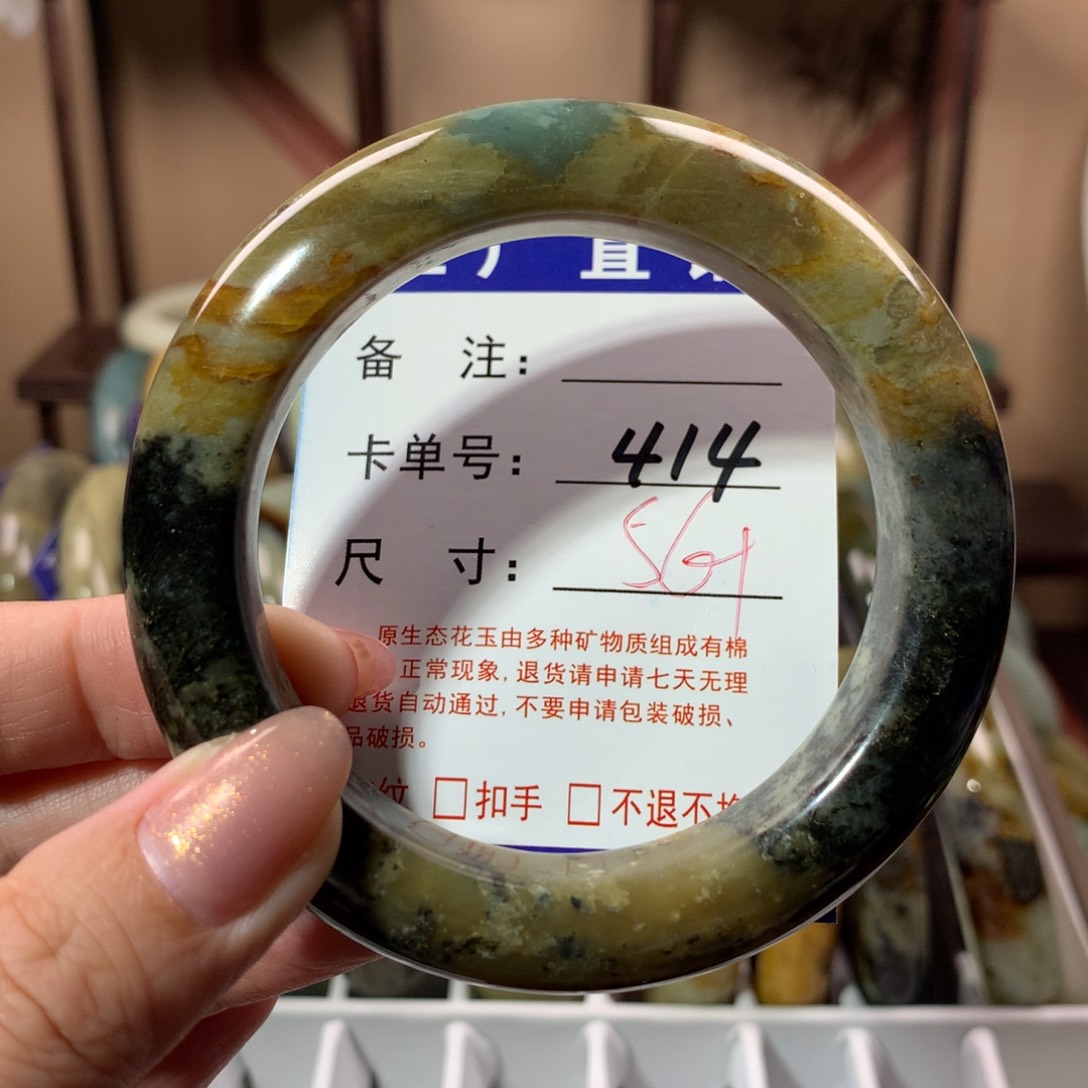 厂直
备 注:
卡单号: 414
尺 寸:
原生态花玉由多种矿物质组成有棉
正常现象,退货请申请七天无理
退货自动通过,不要申请包装破损、
品破损。
纹 □扣手 □不退不